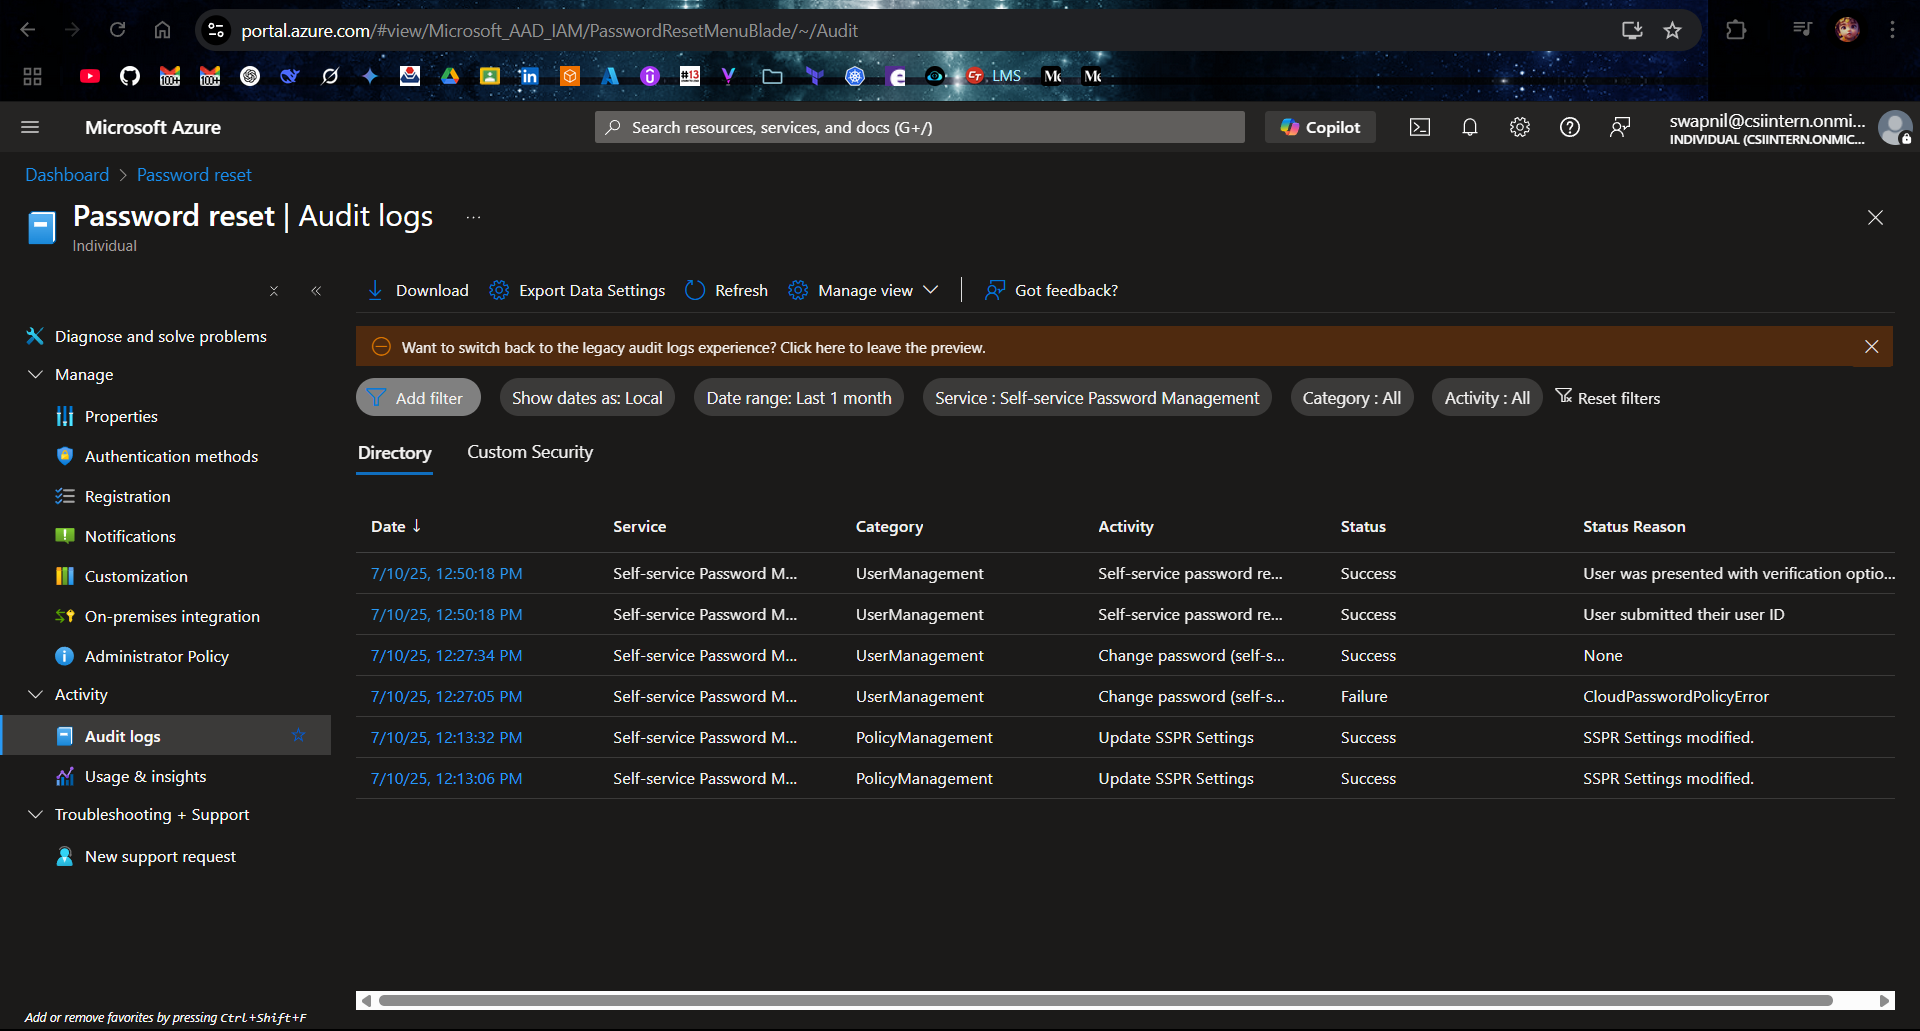 portal.azure.com/#view/Microsoft_AAD_IAM/PasswordResetMenuBlade/~/Audit
100+
100+
#13
CT LMS
Microsoft Azure
Search resources, services, and docs (G+/)
Copilot
swapnil@csiintern.onmi...
INDIVIDUAL (CSIINTERN.ONMIC...
Dashboard > Password reset
Password reset | Audit logs ...
Individual
Download
Export Data Settings
Refresh
Manage view
Got feedback?
Want to switch back to the legacy audit logs experience? Click here to leave the preview.
Add filter
Show dates as: Local
Date range: Last 1 month
Service : Self-service Password Management
Category : All
Activity : All
Reset filters
Directory
Custom Security
Diagnose and solve problems
Manage
Properties
Authentication methods
Registration
Notifications
Customization
On-premises integration
Administrator Policy
Activity
Audit logs
Usage & insights
Troubleshooting + Support
New support request
Date ↓ Service Category Activity Status Status Reason
7/10/25, 12:50:18 PM Self-service Password M... UserManagement Self-service password re... Success User was presented with verification optio...
7/10/25, 12:50:18 PM Self-service Password M... UserManagement Self-service password re... Success User submitted their user ID
7/10/25, 12:27:34 PM Self-service Password M... UserManagement Change password (self-s... Success None
7/10/25, 12:27:05 PM Self-service Password M... UserManagement Change password (self-s... Failure CloudPasswordPolicyError
7/10/25, 12:13:32 PM Self-service Password M... PolicyManagement Update SSPR Settings Success SSPR Settings modified.
7/10/25, 12:13:06 PM Self-service Password M... PolicyManagement Update SSPR Settings Success SSPR Settings modified.
Add or remove favorites by pressing Ctrl+Shift+F